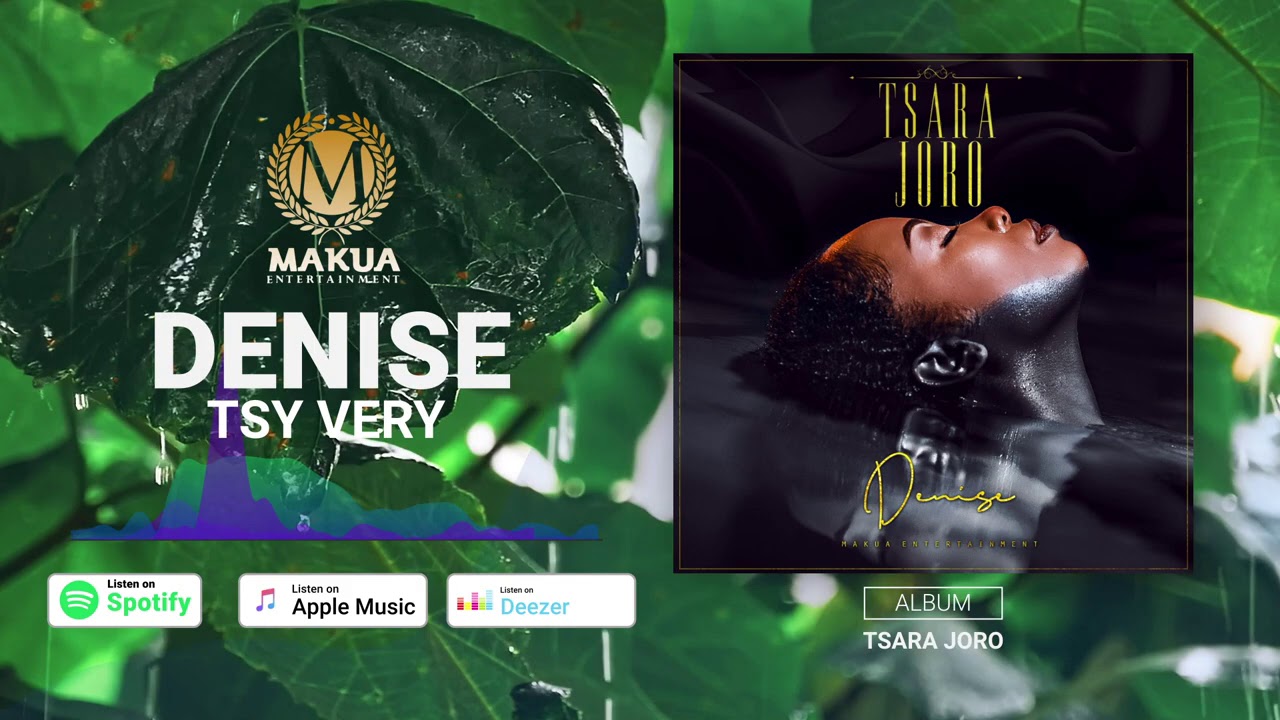 M
MAKUA
ENTERTAINMENT
DENISE
TSY VERY
Listen on
Spotify
Listen on
Apple Music
Listen on
Deezer
TSARA
JORO
Denise
MAKUA ENTERTAINMENT
ALBUM
TSARA JORO